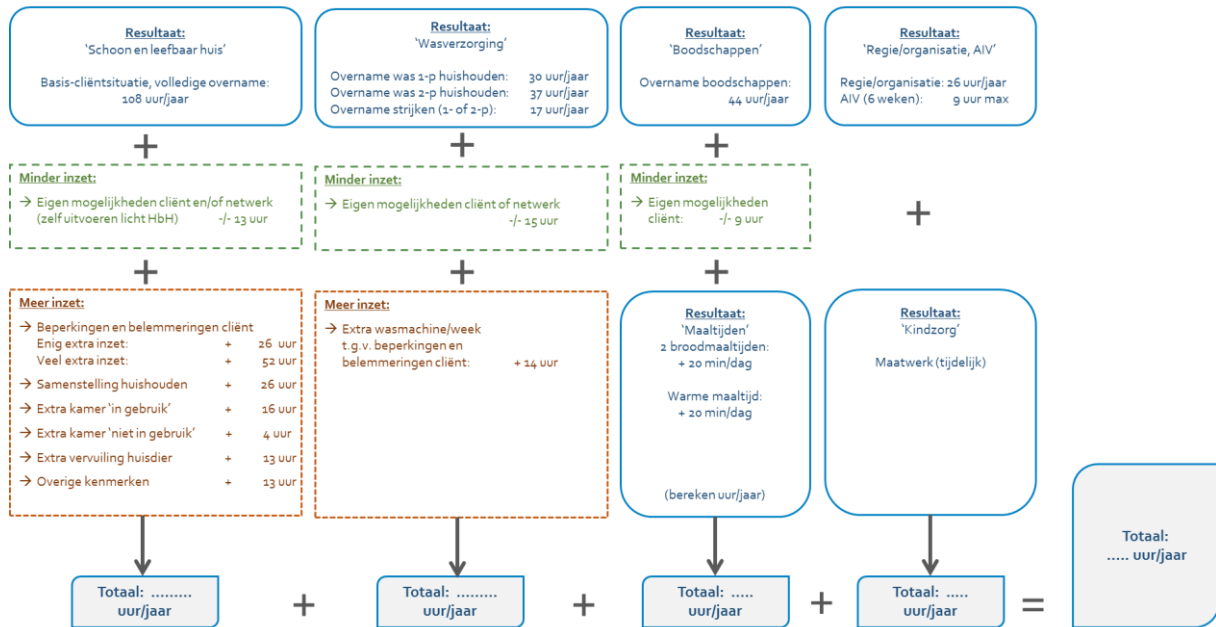 Resultaat:
'Schoon en leefbaar huis'
Basis-cliëntsituatie, volledige overname:
108 uur/jaar
Resultaat:
'Wasverzorging'
Overname was 1-p huishouden: 30 uur/jaar
Overname was 2-p huishouden: 37 uur/jaar
Overname strijken (1- of 2-p): 17 uur/jaar
Resultaat:
'Boodschappen'
Overname boodschappen:
44 uur/jaar
Resultaat:
'Regie/organisatie, AIV'
Regie/organisatie: 26 uur/jaar
AIV (6 weken): 9 uur max
+ + +
Minder inzet:
→ Eigen mogelijkheden cliënt en/of netwerk
(zelf uitvoeren licht HbH) -/- 13 uur
Minder inzet:
→ Eigen mogelijkheden cliënt of netwerk
-/- 15 uur
Minder inzet:
→ Eigen mogelijkheden
cliënt: -/- 9 uur
+
+ + +
Meer inzet:
→ Beperkingen en belemmeringen cliënt
Enig extra inzet: + 26 uur
Veel extra inzet: + 52 uur
→ Samenstelling huishouden + 26 uur
→ Extra kamer 'in gebruik' + 16 uur
→ Extra kamer 'niet in gebruik' + 4 uur
→ Extra vervuiling huisdier + 13 uur
→ Overige kenmerken + 13 uur
Meer inzet:
→ Extra wasmachine/week
t.g.v. beperkingen en
belemmeringen cliënt: + 14 uur
Resultaat:
'Maaltijden'
2 broodmaaltijden:
+ 20 min/dag
Warme maaltijd:
+ 20 min/dag
(bereken uur/jaar)
Resultaat:
'Kindzorg'
Maatwerk (tijdelijk)
Totaal: .........
uur/jaar
+
Totaal: .........
uur/jaar
+
Totaal: .....
uur/jaar
+
Totaal: .....
uur/jaar
=
Totaal:
..... uur/jaar